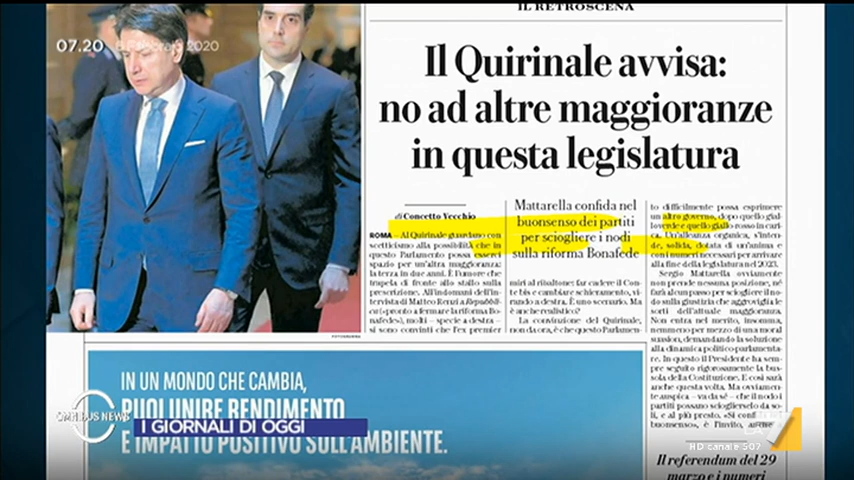 07.20
2020
IL RETROSCENA
Il Quirinale avvisa:
no ad altre maggioranze
in questa legislatura
di Concetto Vecchio
ROMA — Al Quirinale guardano con
scetticismo alla possibilità che in
questo Parlamento possa esserci
spazio per un'altra maggioranza:
la terza in due anni. È l'umore che
trapela di fronte allo stallo sulla
prescrizione. All'indomani dell'in-
tervista di Matteo Renzi a Repubbli-
ca («pronto a fermare la riforma Bo-
nafede»), molti – specie a destra –
si sono convinti che l'ex premier
Mattarella confida nel
buonsenso dei partiti
per sciogliere i nodi
sulla riforma Bonafede
miri al ribaltone: far cadere il Con-
te bis e cambiare schieramento, vi-
rando a destra. È uno scenario. Ma
è anche realistico?
La convinzione del Quirinale,
non da ora, è che questo Parlamen-
to difficilmente possa esprimere
un altro governo, dopo quello gial-
loverde e quello giallorosso in cari-
ca. Un'alleanza organica, s'inten-
de, solida, dotata di un'anima e
con i numeri necessari per arrivare
alla fine della legislatura nel 2023.
Sergio Mattarella ovviamente
non prende nessuna posizione, né
farà alcun passo per sciogliere il no-
do sulla giustizia che aggroviglia le
sorti dell'attuale maggioranza.
Non entra nel merito, insomma,
nemmeno per mezzo di una moral
suasion, demandando la soluzione
alla dinamica politico-parlamenta-
re. In questo il Presidente ha sem-
pre seguito rigorosamente la bus-
sola della Costituzione. E così sarà
anche questa volta. Ma ovviamen-
te auspica – va da sé – che il nodo i
partiti possano scioglierselo da so-
li, e al più presto. «Si confi
buonsenso», è l'invito,
Il referendum del 29
marzo e i numeri
IN UN MONDO CHE CAMBIA,
PUOI UNIRE RENDIMENTO
E IMPATTO POSITIVO SULL'AMBIENTE.
OMNIBUS NEWS
I GIORNALI DI OGGI
LA7
HD canale 507